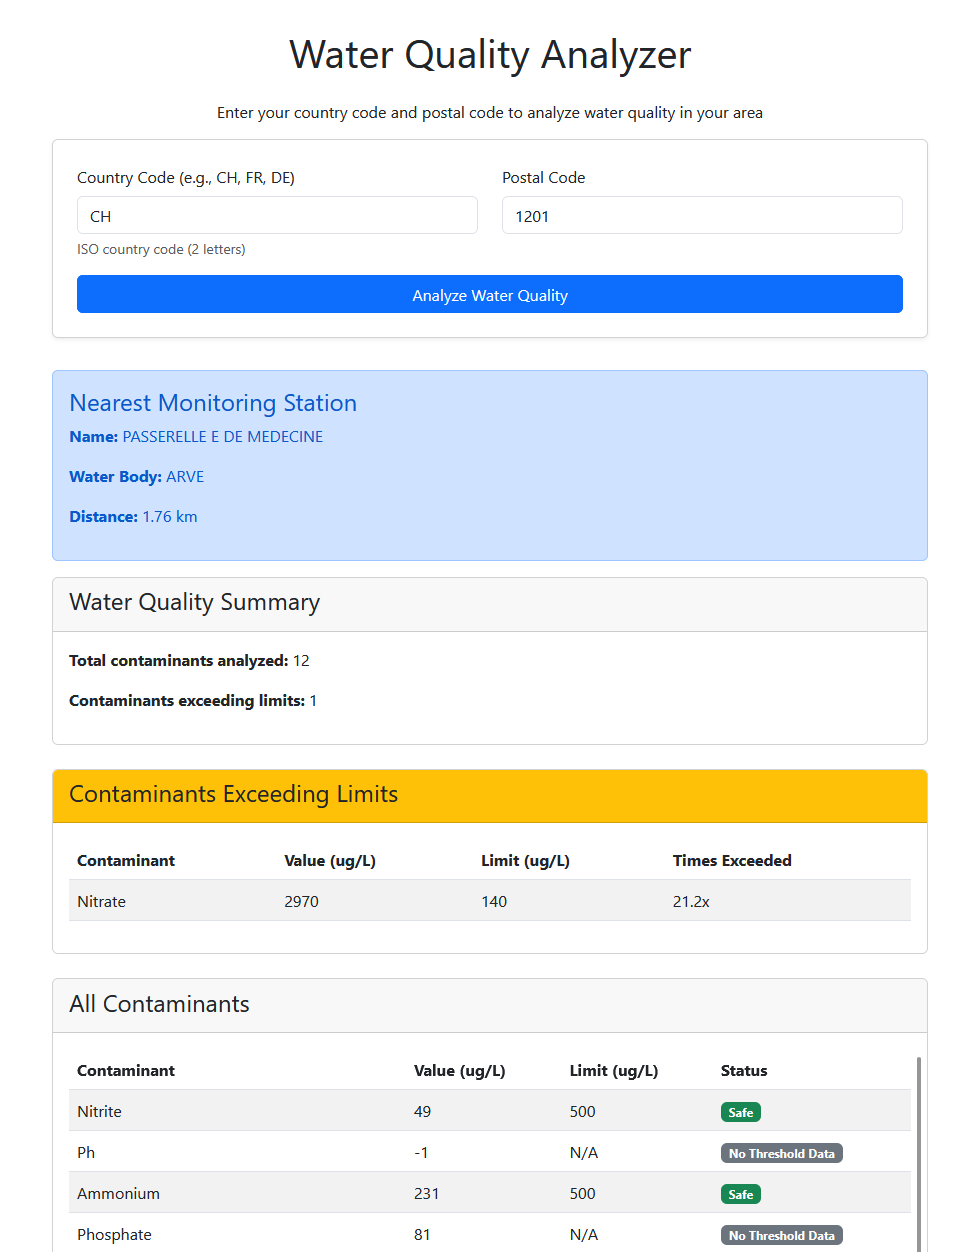 Water Quality Analyzer
Enter your country code and postal code to analyze water quality in your area
Country Code (e.g., CH, FR, DE)
Postal Code
CH
1201
ISO country code (2 letters)
Analyze Water Quality
Nearest Monitoring Station
Name: PASSERELLE E DE MEDECINE
Water Body: ARVE
Distance: 1.76 km
Water Quality Summary
Total contaminants analyzed: 12
Contaminants exceeding limits: 1
Contaminants Exceeding Limits
Contaminant Value (ug/L) Limit (ug/L) Times Exceeded
Nitrate 2970 140 21.2x
All Contaminants
Contaminant Value (ug/L) Limit (ug/L) Status
Nitrite 49 500 Safe
Ph -1 N/A No Threshold Data
Ammonium 231 500 Safe
Phosphate 81 N/A No Threshold Data